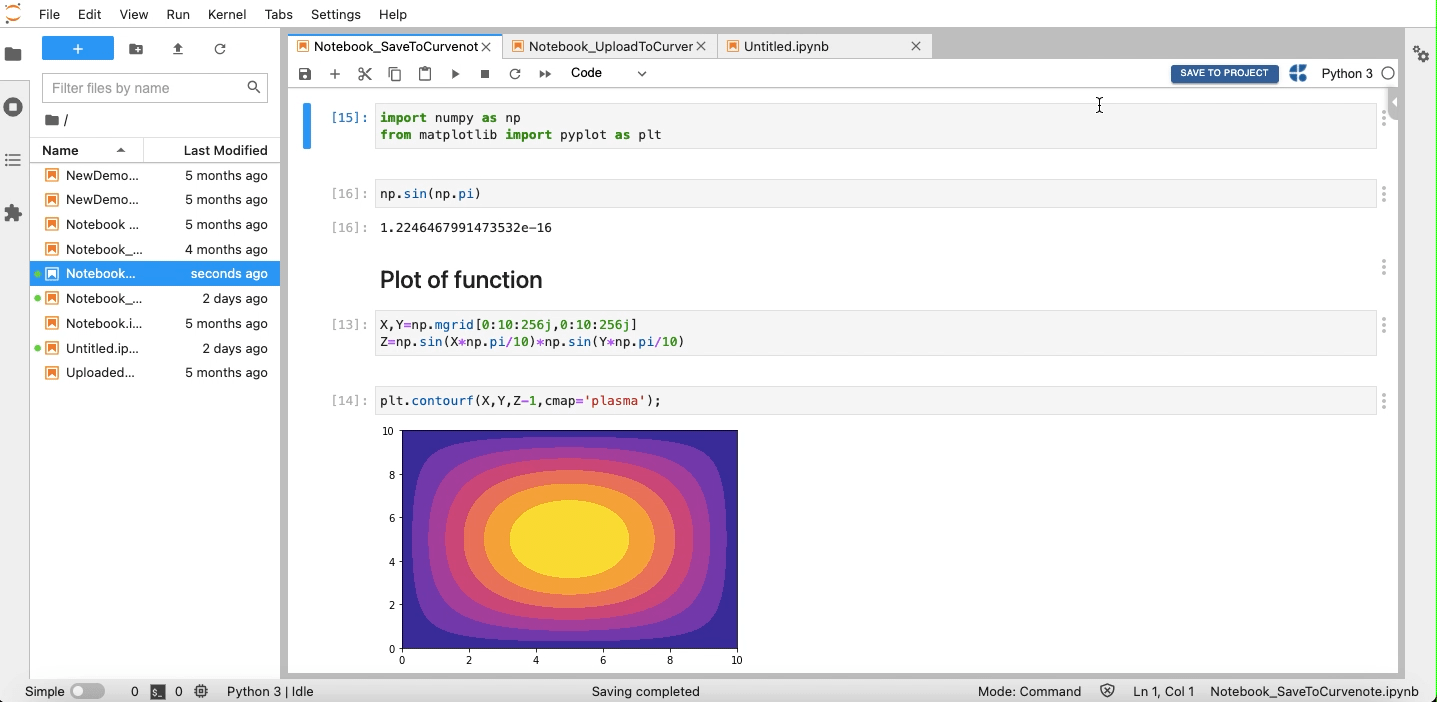 File Edit View Run Kernel Tabs Settings Help
+
Filter files by name
/
Name Last Modified
NewDemo... 5 months ago
NewDemo... 5 months ago
Notebook ... 5 months ago
Notebook_... 4 months ago
Notebook... seconds ago
Notebook_... 2 days ago
Notebook.i... 5 months ago
Untitled.ip... 2 days ago
Uploaded... 5 months ago
Notebook_SaveToCurvenot Notebook_UploadToCurver Untitled.ipynb
Code SAVE TO PROJECT Python 3
[15]: import numpy as np
from matplotlib import pyplot as plt
[16]: np.sin(np.pi)
[16]: 1.2246467991473532e-16
Plot of function
[13]: X,Y=np.mgrid[0:10:256j,0:10:256j]
Z=np.sin(X*np.pi/10)*np.sin(Y*np.pi/10)
[14]: plt.contourf(X,Y,Z-1,cmap='plasma');
10
8
6
4
2
0
0 2 4 6 8 10
Simple 0 $_ 0 Python 3 | Idle Saving completed Mode: Command Ln 1, Col 1 Notebook_SaveToCurvenote.ipynb